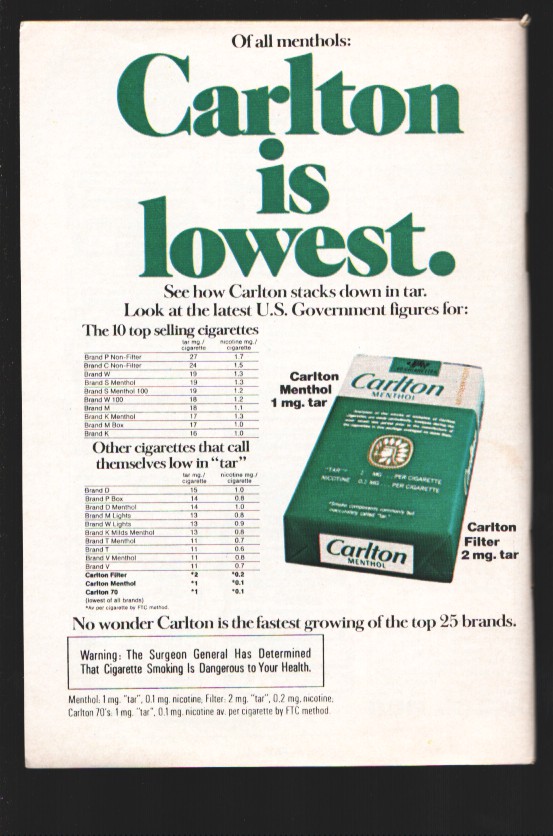 Of all menthols:
Carlton
is
lowest.
See how Carlton stacks down in tar.
Look at the latest U.S. Government figures for:
The 10 top selling cigarettes
tar mg./ nicotine mg./
cigarette cigarette
Brand P Non-Filter 27 1.7
Brand C Non-Filter 24 1.5
Brand W 19 1.3
Brand S Menthol 19 1.3
Brand S Menthol 100 19 1.2
Brand W 100 18 1.2
Brand M 18 1.1
Brand K Menthol 17 1.3
Brand M Box 17 1.0
Brand K 16 1.0
Other cigarettes that call
themselves low in “tar”
tar mg./ nicotine mg./
cigarette cigarette
Brand D 15 1.0
Brand P Box 14 0.8
Brand D Menthol 14 1.0
Brand M Lights 13 0.8
Brand W Lights 13 0.9
Brand K Milds Menthol 13 0.8
Brand T Menthol 11 0.7
Brand T 11 0.6
Brand V Menthol 11 0.8
Brand V 11 0.7
Carlton Filter *2 *0.2
Carlton Menthol *1 *0.1
Carlton 70 *1 *0.1
(lowest of all brands)
*Av. per cigarette by FTC method.
Carlton
Menthol
1 mg. tar
Carlton
MENTHOL
"TAR" 1 MG. . . PER CIGARETTE
NICOTINE 0.1 MG. . . PER CIGARETTE
Carlton
MENTHOL
Carlton
Filter
2 mg. tar
No wonder Carlton is the fastest growing of the top 25 brands.
Warning: The Surgeon General Has Determined
That Cigarette Smoking Is Dangerous to Your Health.
Menthol: 1 mg. "tar", 0.1 mg. nicotine, Filter: 2 mg. "tar", 0.2 mg. nicotine,
Carlton 70's: 1 mg. "tar", 0.1 mg. nicotine av. per cigarette by FTC method.